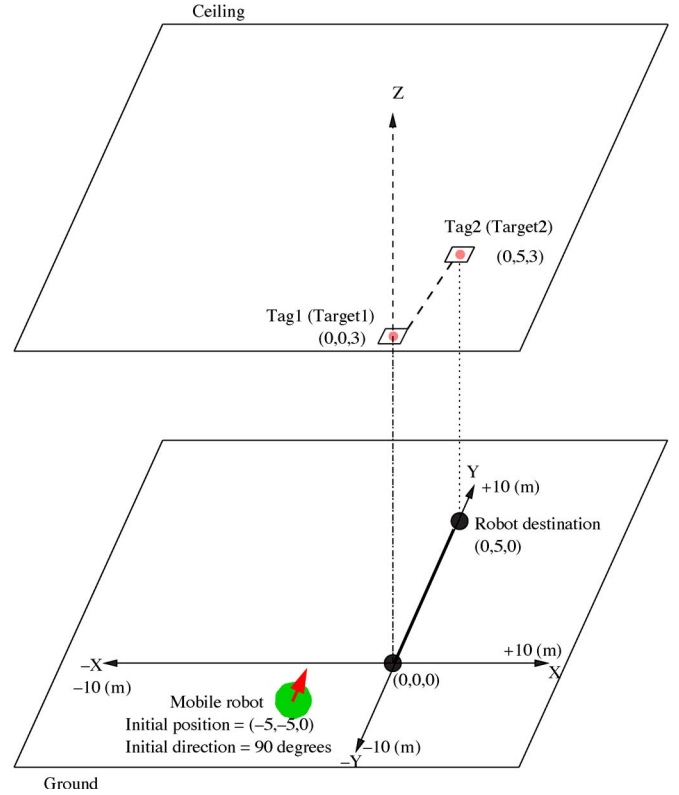 Ceiling
Z
Tag2 (Target2)
(0,5,3)
Tag1 (Target1)
(0,0,3)
Y
+10 (m)
Robot destination
(0,5,0)
+10 (m)
–X
X
–10 (m)
(0,0,0)
Mobile robot
Initial position = (–5,–5,0)
Initial direction = 90 degrees
–10 (m)
–Y
Ground